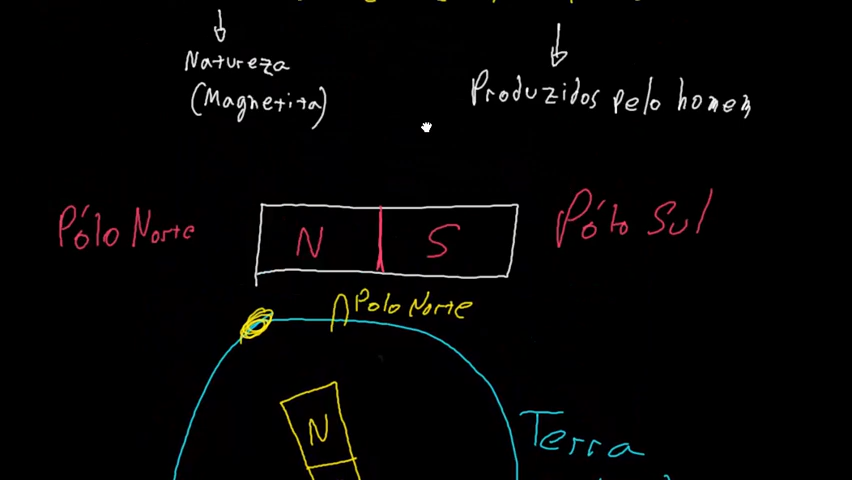 Natureza
(Magnetita)
Produzidos pelo homem
Pólo Norte
N
S
Pólo Sul
Polo Norte
N
Terra